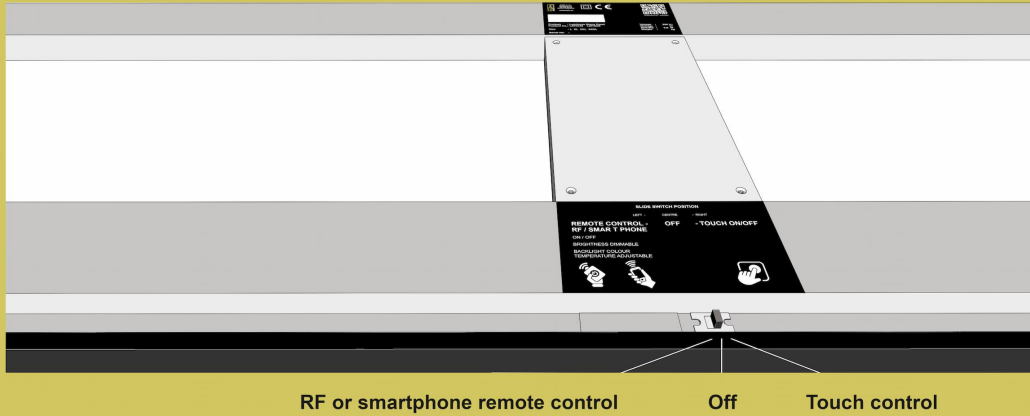 SLIDE SWITCH POSITION
LEFT - CENTRE - RIGHT
REMOTE CONTROL - OFF - TOUCH ON/OFF
RF / SMAR T PHONE
ON / OFF
BRIGHTNESS DIMMABLE
BACKLIGHT COLOUR
TEMPERATURE ADJUSTABLE
RF or smartphone remote control Off Touch control